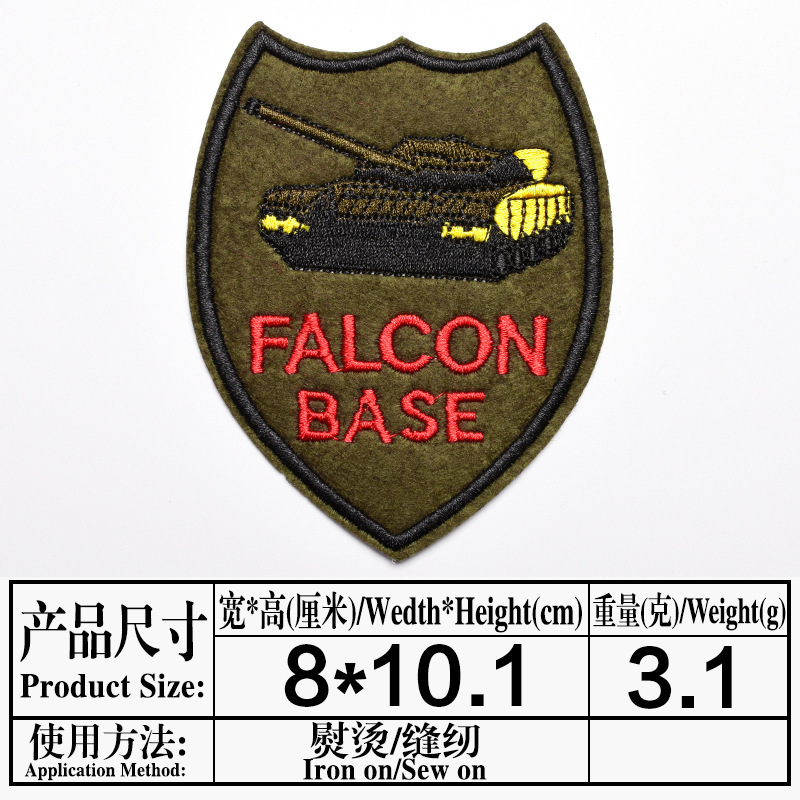 FALCON
BASE
产品尺寸
Product Size:
宽*高(厘米)/Wedth*Height(cm)
重量(克)/Weight(g)
8*10.1
3.1
使用方法:
Application Method:
熨烫/缝纫
Iron on/Sew on